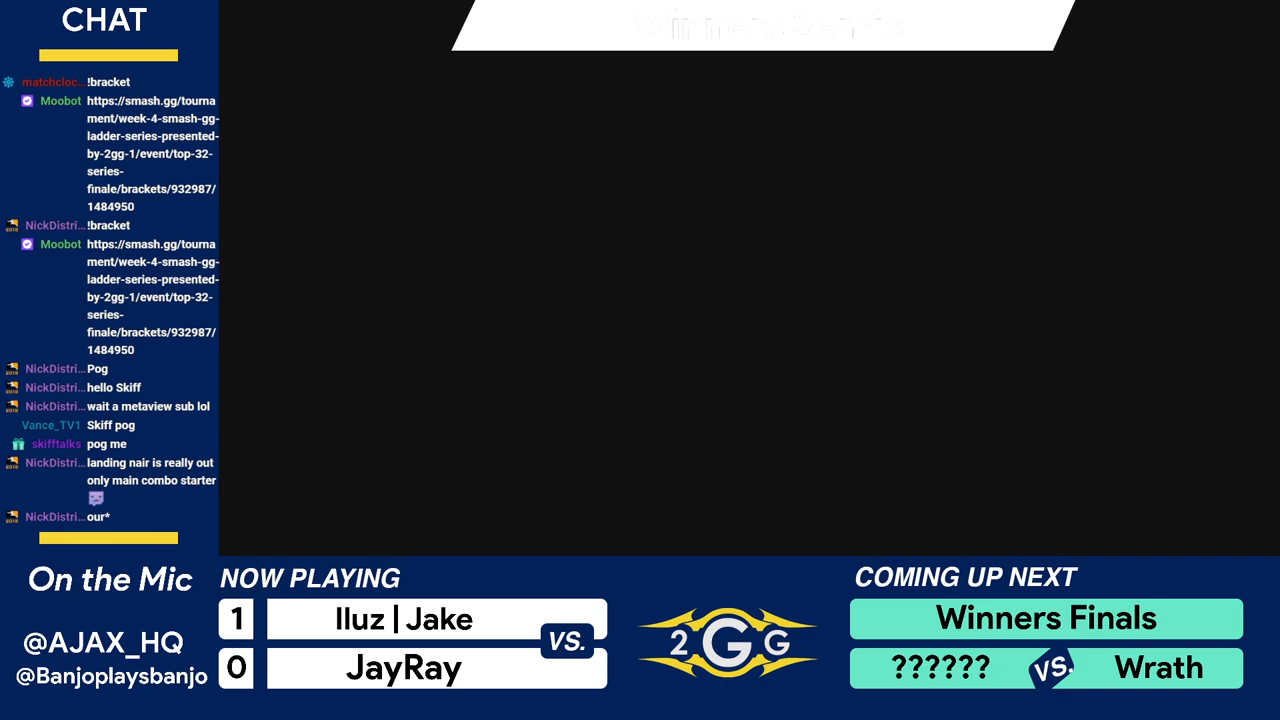 CHAT
matchcloc... !bracket
Moobot https://smash.gg/tourna
ment/week-4-smash-gg-
ladder-series-presented-
by-2gg-1/event/top-32-
series-
finale/brackets/932987/
1484950
NickDistri... !bracket
Moobot https://smash.gg/tourna
ment/week-4-smash-gg-
ladder-series-presented-
by-2gg-1/event/top-32-
series-
finale/brackets/932987/
1484950
NickDistri... Pog
NickDistri... hello Skiff
NickDistri... wait a metaview sub lol
Vance_TV1 Skiff pog
skifftalks pog me
NickDistri... landing nair is really out
only main combo starter
NickDistri... our*
On the Mic
@AJAX_HQ
@Banjoplaysbanjo
NOW PLAYING
1 Iluz | Jake
VS.
0 JayRay
2GGG
COMING UP NEXT
Winners Finals
?????? VS. Wrath